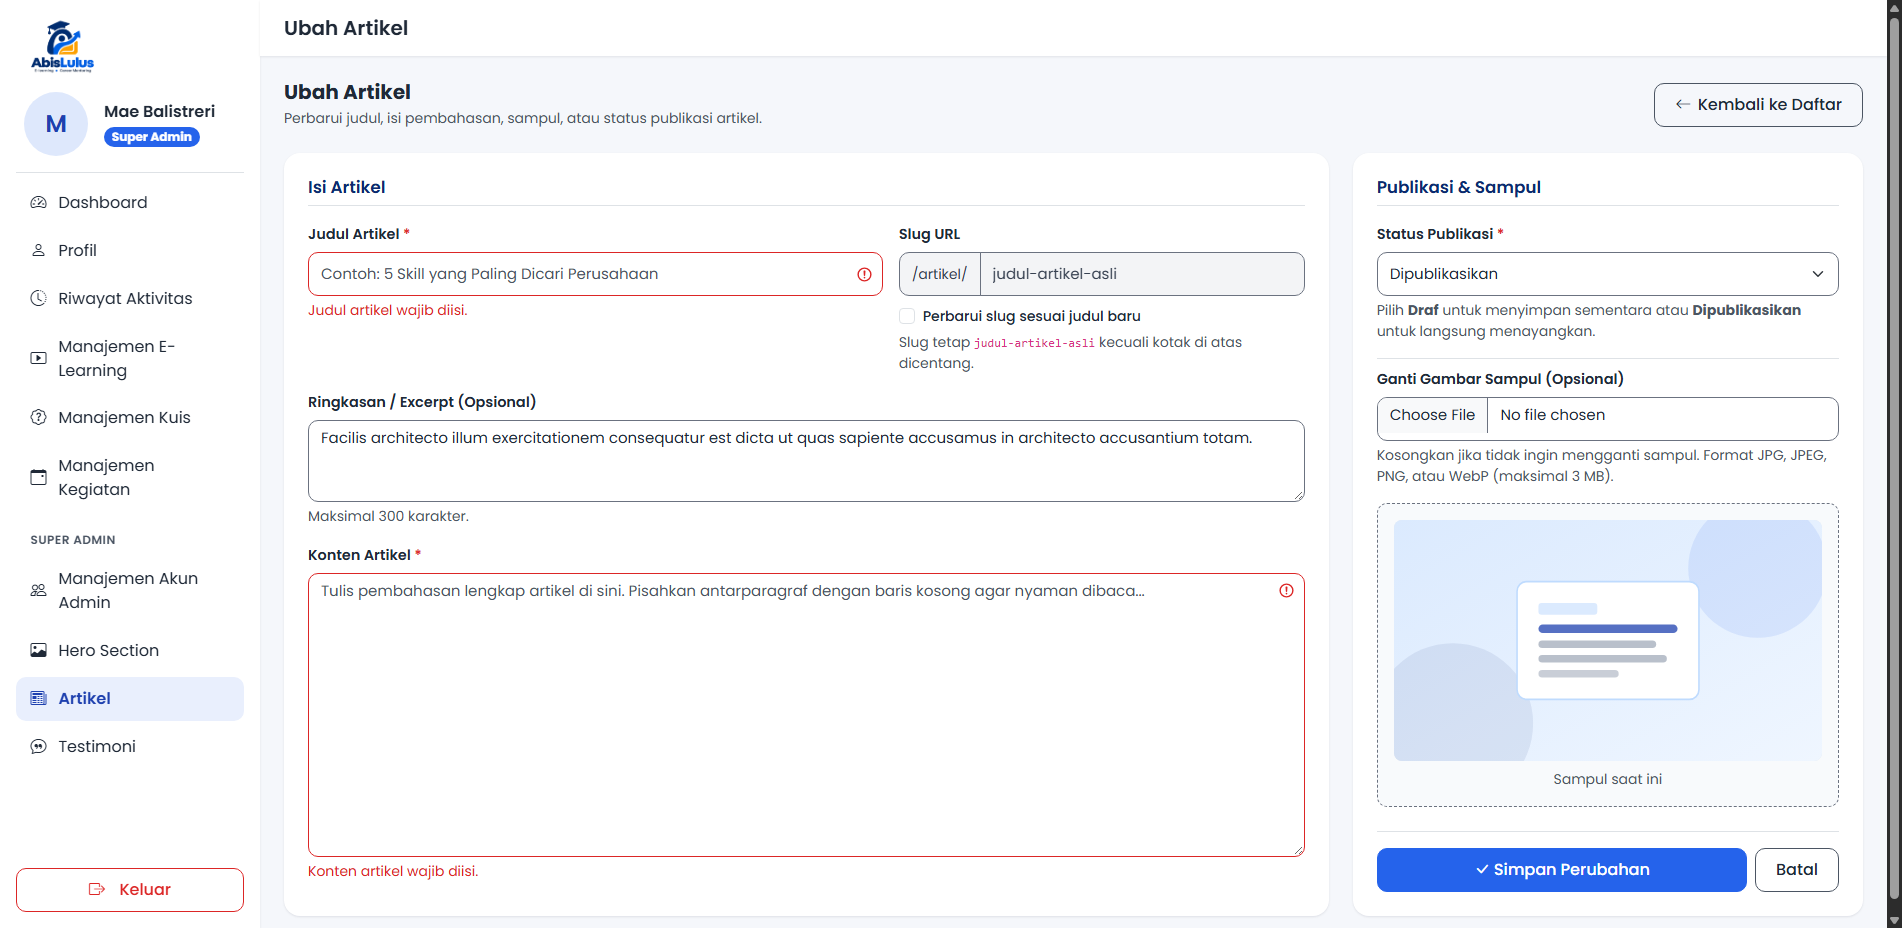 AbisLulus
M
Mae Balistreri
Super Admin
Dashboard
Profil
Riwayat Aktivitas
Manajemen E-
Learning
Manajemen Kuis
Manajemen
Kegiatan
SUPER ADMIN
Manajemen Akun
Admin
Hero Section
Artikel
Testimoni
Keluar
Ubah Artikel
Ubah Artikel
Perbarui judul, isi pembahasan, sampul, atau status publikasi artikel.
← Kembali ke Daftar
Isi Artikel
Judul Artikel *
Contoh: 5 Skill yang Paling Dicari Perusahaan
Judul artikel wajib diisi.
Slug URL
/artikel/ judul-artikel-asli
Perbarui slug sesuai judul baru
Slug tetap judul-artikel-asli kecuali kotak di atas
dicentang.
Ringkasan / Excerpt (Opsional)
Facilis architecto illum exercitationem consequatur est dicta ut quas sapiente accusamus in architecto accusantium totam.
Maksimal 300 karakter.
Konten Artikel *
Tulis pembahasan lengkap artikel di sini. Pisahkan antarparagraf dengan baris kosong agar nyaman dibaca...
Konten artikel wajib diisi.
Publikasi & Sampul
Status Publikasi *
Dipublikasikan
Pilih Draf untuk menyimpan sementara atau Dipublikasikan
untuk langsung menayangkan.
Ganti Gambar Sampul (Opsional)
Choose File No file chosen
Kosongkan jika tidak ingin mengganti sampul. Format JPG, JPEG,
PNG, atau WebP (maksimal 3 MB).
Sampul saat ini
Simpan Perubahan
Batal